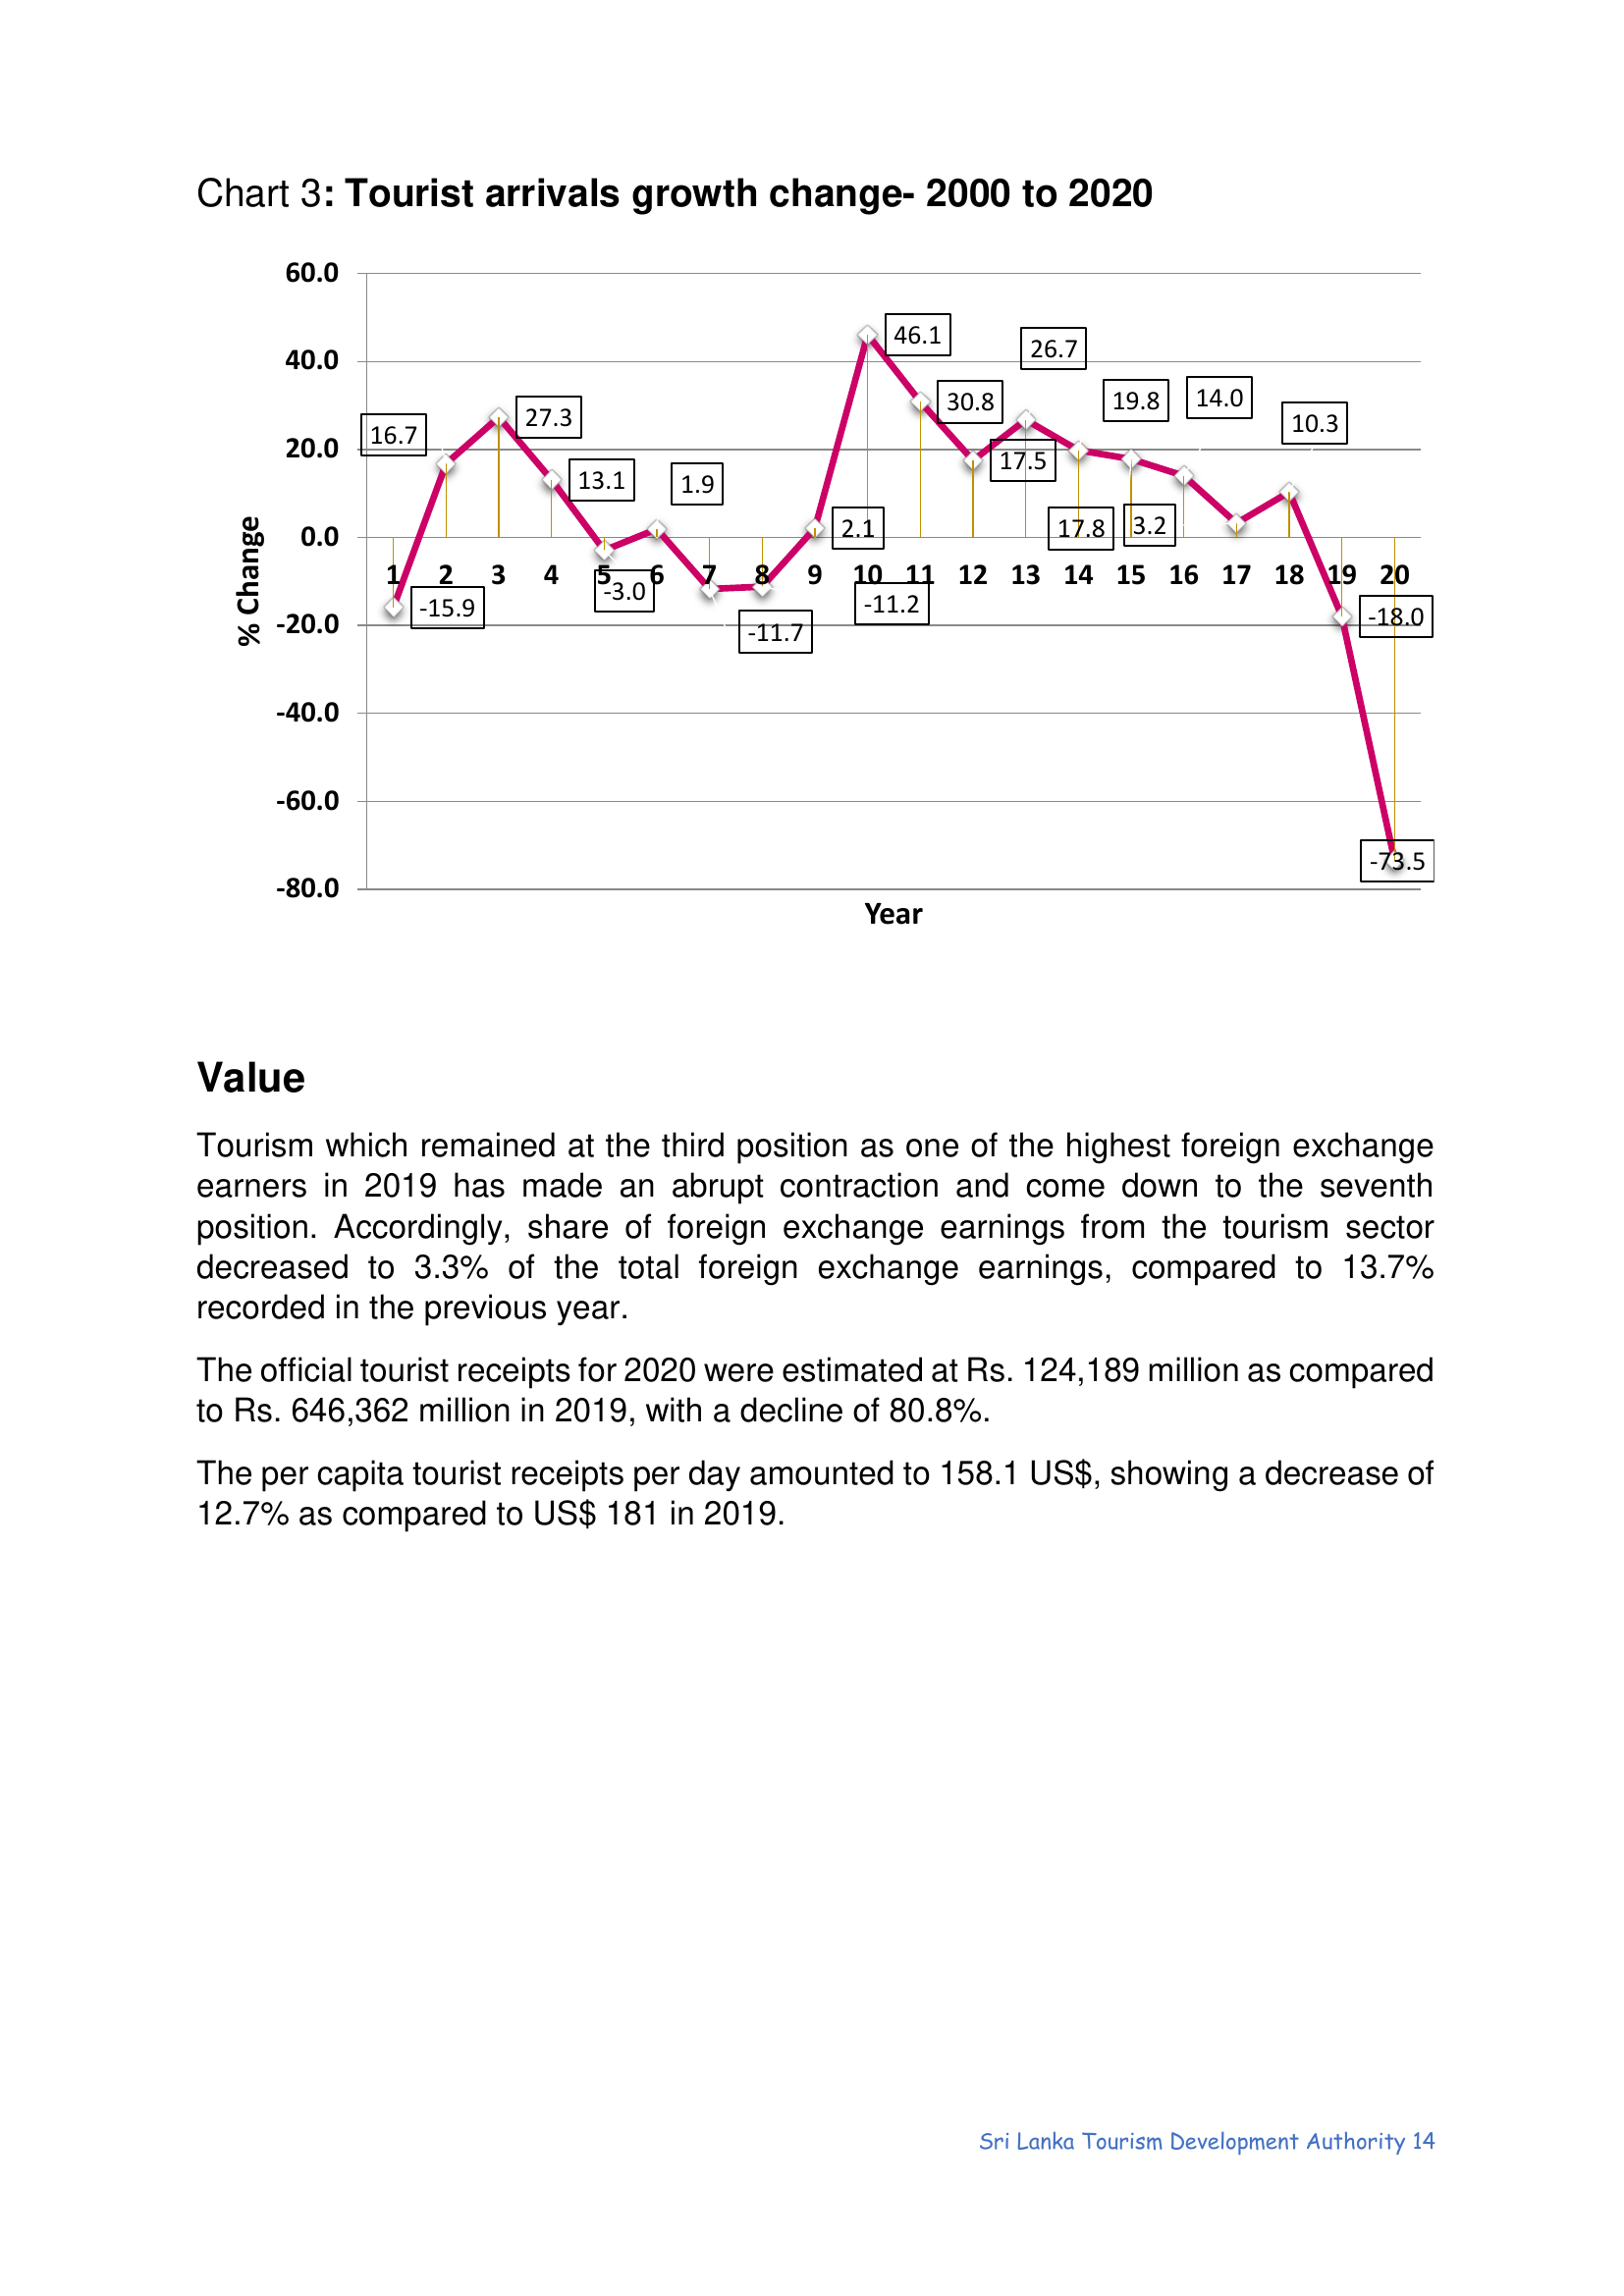 Chart 3: Tourist arrivals growth change- 2000 to 2020
60.0
46.1
26.7
40.0
19.8
14.0
30.8
27.3
10.3
16.7
20.0
17.5
13.1
1.9
2.1
17.8
3.2
0.0
1 2 3 4 5 6 7 8 9 10 11 12 13 14 15 16 17 18 19 20
-3.0
-11.2
-15.9
-18.0
-20.0
-11.7
% Change
-40.0
-60.0
-73.5
-80.0
Year
Value
Tourism which remained at the third position as one of the highest foreign exchange
earners in 2019 has made an abrupt contraction and come down to the seventh
position. Accordingly, share of foreign exchange earnings from the tourism sector
decreased to 3.3% of the total foreign exchange earnings, compared to 13.7%
recorded in the previous year.
The official tourist receipts for 2020 were estimated at Rs. 124,189 million as compared
to Rs. 646,362 million in 2019, with a decline of 80.8%.
The per capita tourist receipts per day amounted to 158.1 US$, showing a decrease of
12.7% as compared to US$ 181 in 2019.
Sri Lanka Tourism Development Authority 14